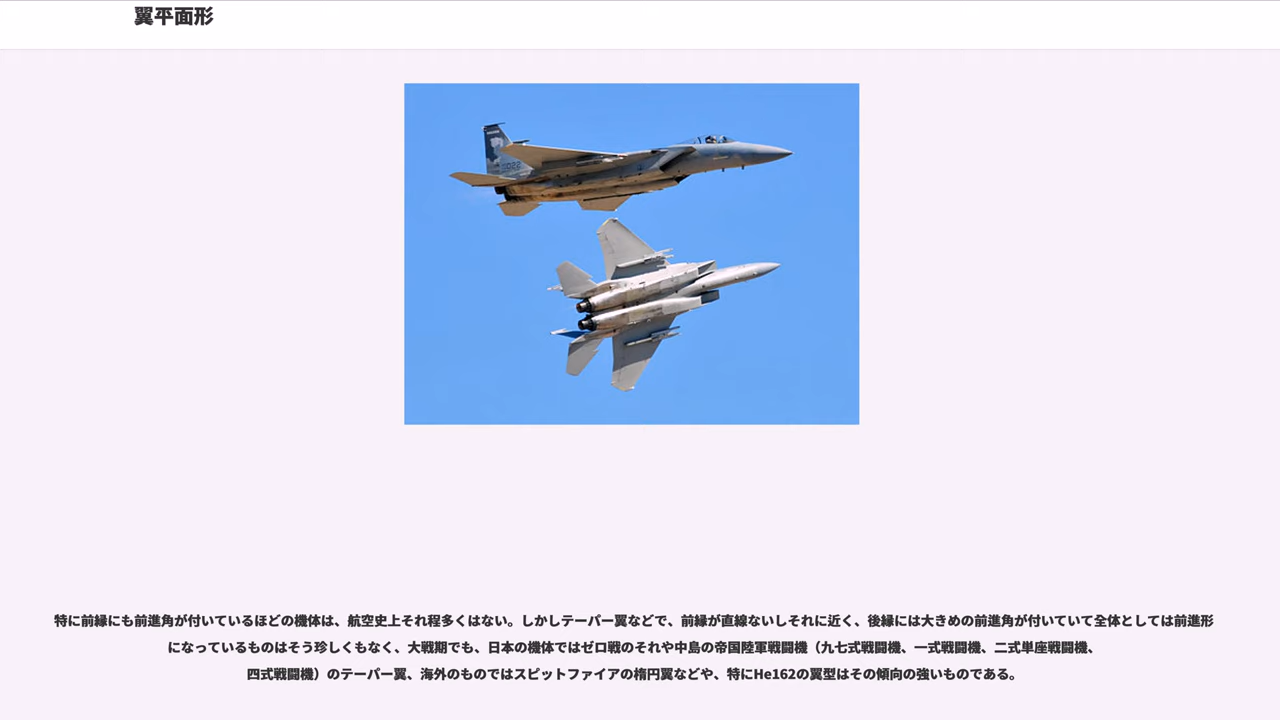 翼平面形
022
特に前縁にも前進角が付いているほどの機体は、航空史上それ程多くはない。しかしテーパー翼などで、前縁が直線ないしそれに近く、後縁には大きめの前進角が付いていて全体としては前進形
になっているものはそう珍しくもなく、大戦期でも、日本の機体ではゼロ戦のそれや中島の帝国陸軍戦闘機（九七式戦闘機、一式戦闘機、二式単座戦闘機、
四式戦闘機）のテーパー翼、海外のものではスピットファイアの楕円翼などや、特にHe162の翼型はその傾向の強いものである。